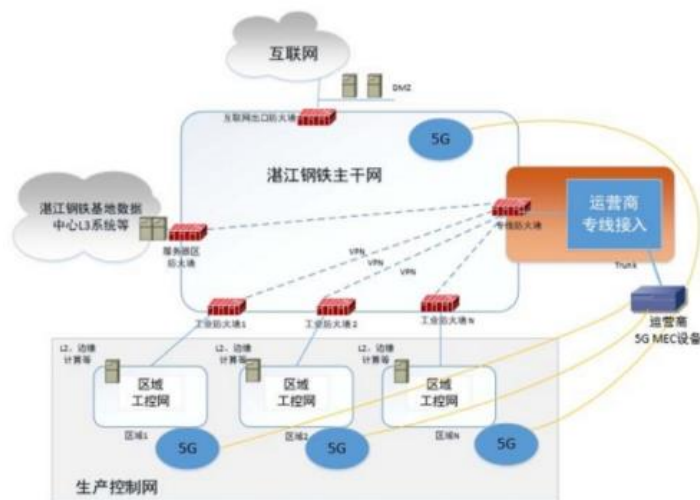 互联网
DMZ
互联网出口防火墙
5G
湛江钢铁主干网
湛江钢铁基地数据
中心L3系统等
服务器区
防火墙
专线防火墙
运营商
专线接入
Trunk
VPN
VPN
VPN
工业防火墙1
工业防火墙2
工业防火墙N
运营商
5G MEC设备
L2、边缘
计算等
L2、边缘
计算等
L2、边缘
计算等
区域
工控网
区域
工控网
区域
工控网
区域1
5G
区域2
5G
区域N
5G
生产控制网